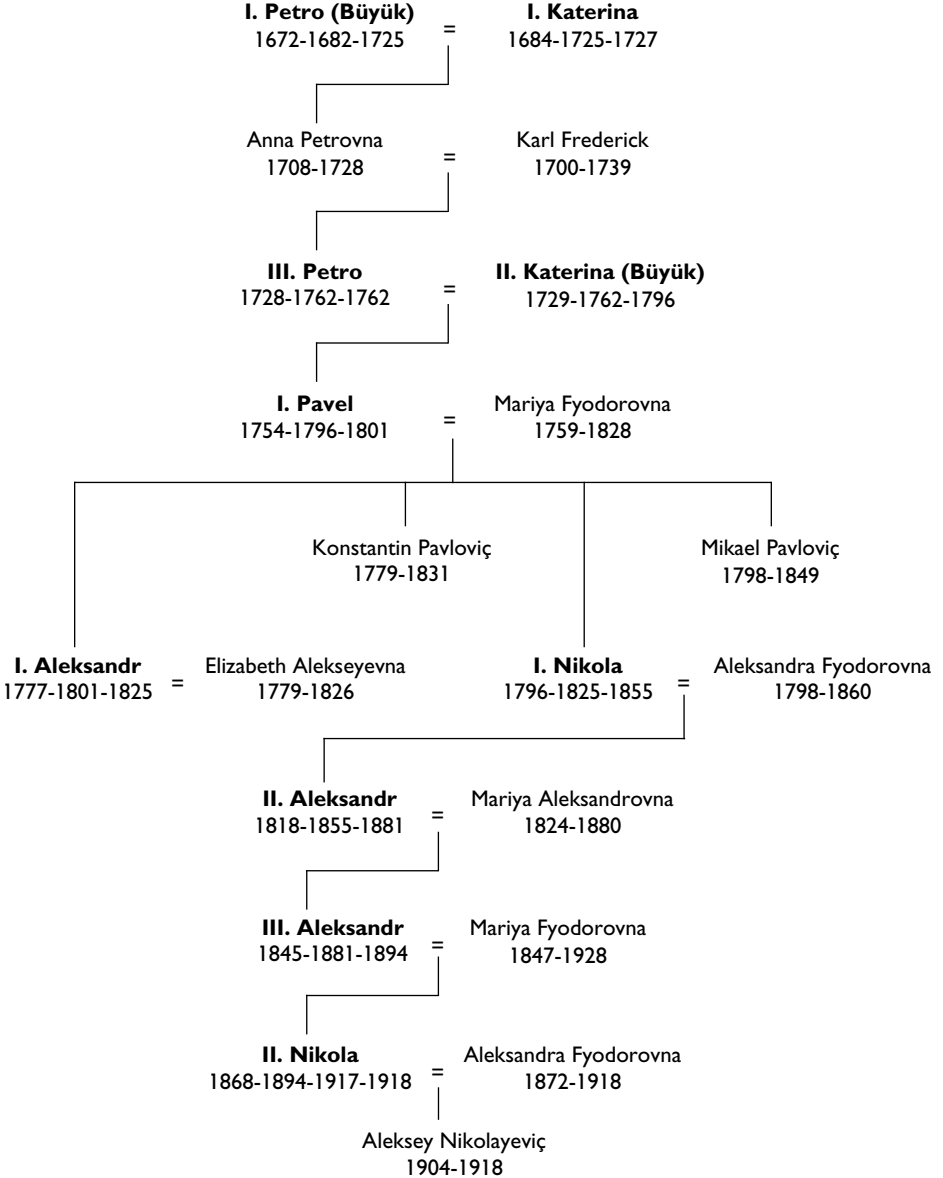 I. Petro (Büyük)
1672-1682-1725
=
I. Katerina
1684-1725-1727
Anna Petrovna
1708-1728
=
Karl Frederick
1700-1739
III. Petro
1728-1762-1762
=
II. Katerina (Büyük)
1729-1762-1796
I. Pavel
1754-1796-1801
=
Mariya Fyodorovna
1759-1828
Konstantin Pavloviç
1779-1831
Mikael Pavloviç
1798-1849
I. Aleksandr
1777-1801-1825
=
Elizabeth Alekseyevna
1779-1826
I. Nikola
1796-1825-1855
=
Aleksandra Fyodorovna
1798-1860
II. Aleksandr
1818-1855-1881
=
Mariya Aleksandrovna
1824-1880
III. Aleksandr
1845-1881-1894
=
Mariya Fyodorovna
1847-1928
II. Nikola
1868-1894-1917-1918
=
Aleksandra Fyodorovna
1872-1918
Aleksey Nikolayeviç
1904-1918